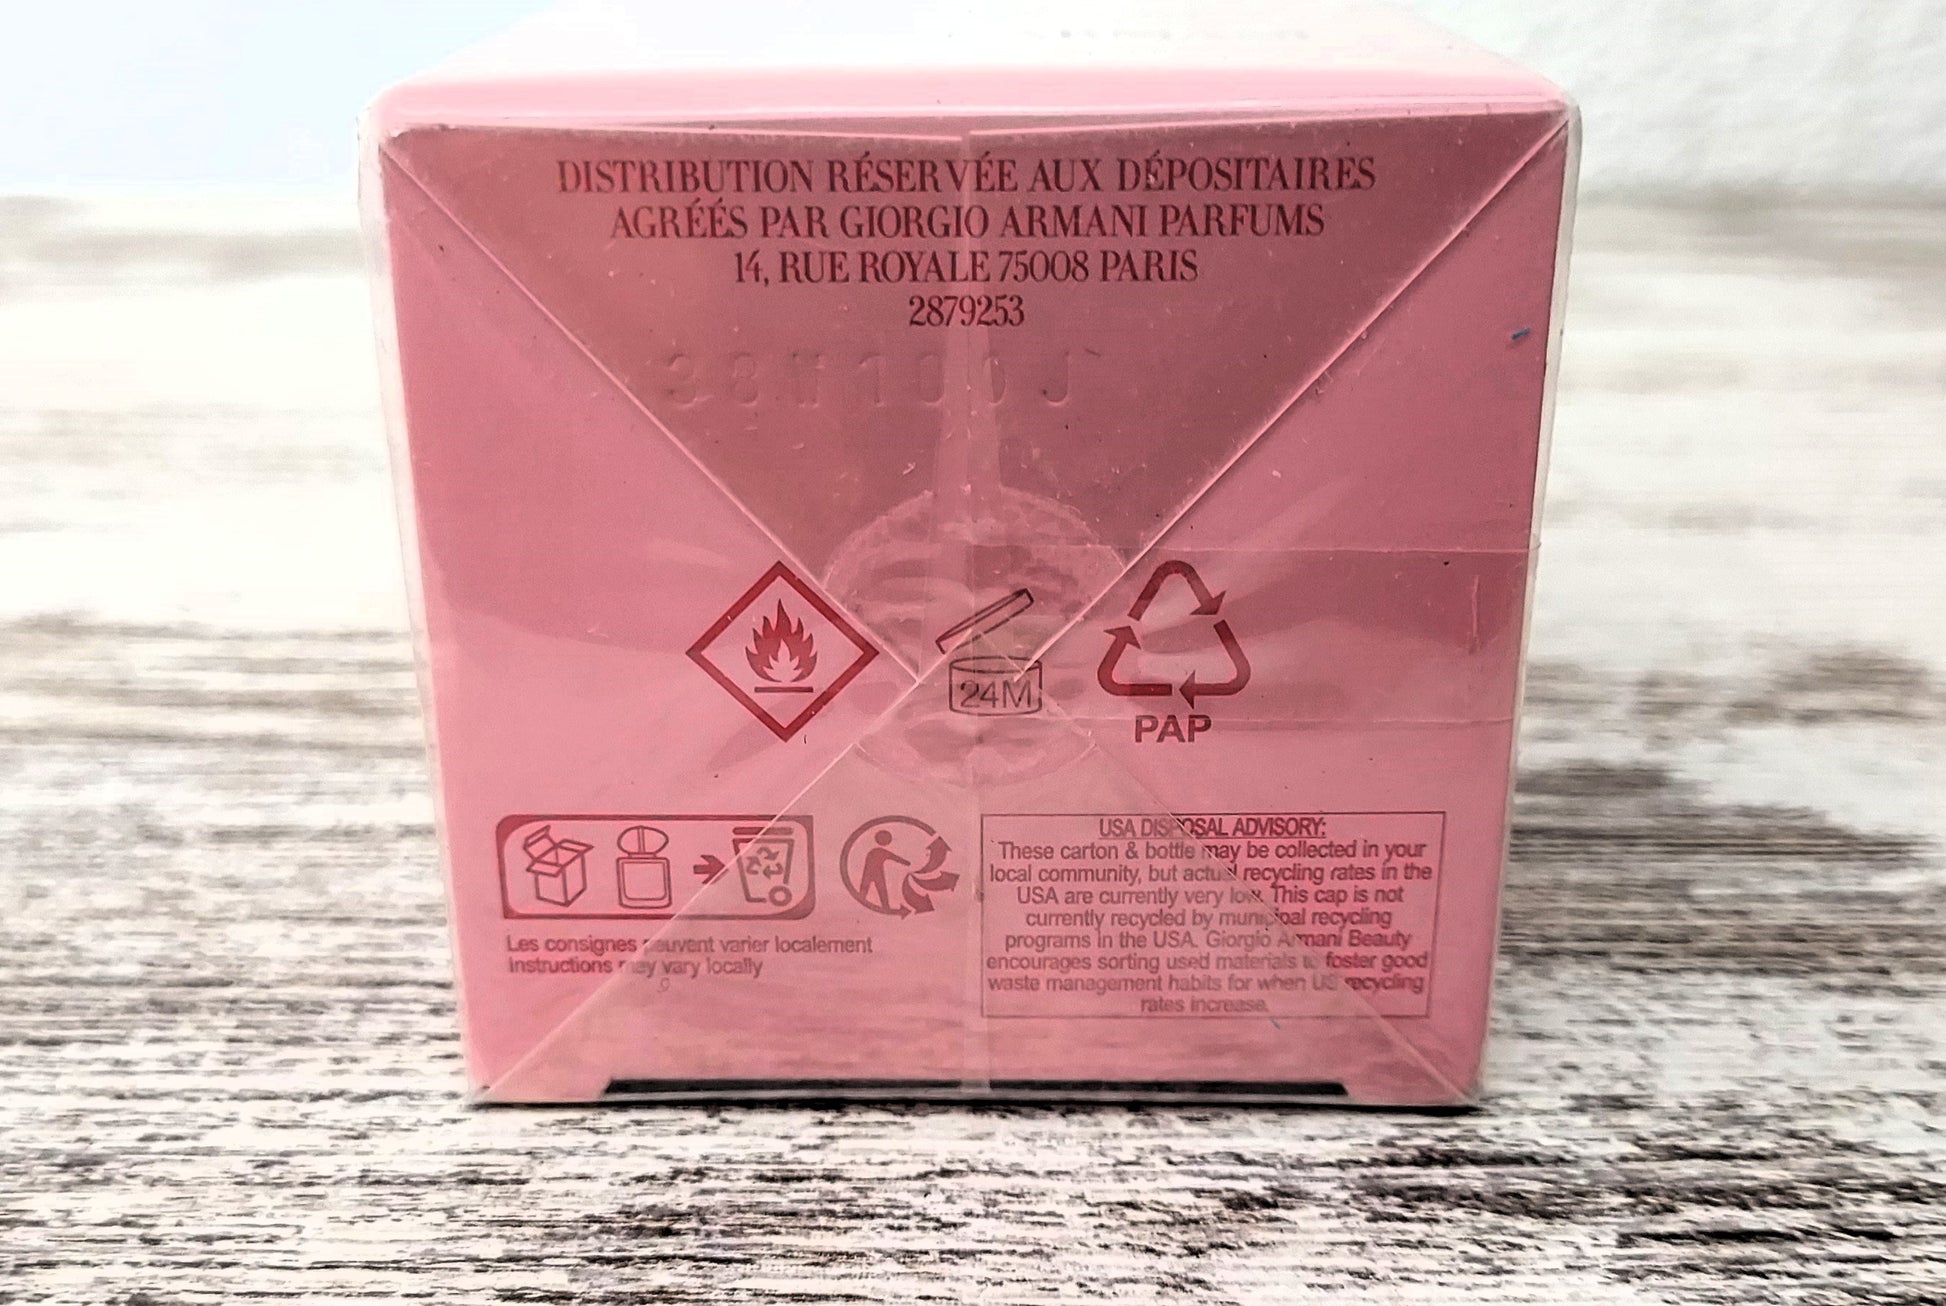 DISTRIBUTION RÉSERVÉE AUX DÉPOSITAIRES
AGRÉÉS PAR GIORGIO ARMANI PARFUMS
14, RUE ROYALE 75008 PARIS
2879253
24M
PAP
Les consignes peuvent varier localement
Instructions may vary locally
USA DISPOSAL ADVISORY:
These carton & bottle may be collected in your
local community, but actual recycling rates in the
USA are currently very low. This cap is not
currently recycled by municipal recycling
programs in the USA. Giorgio Armani Beauty
encourages sorting used materials to foster good
waste management habits for when US recycling
rates increase.